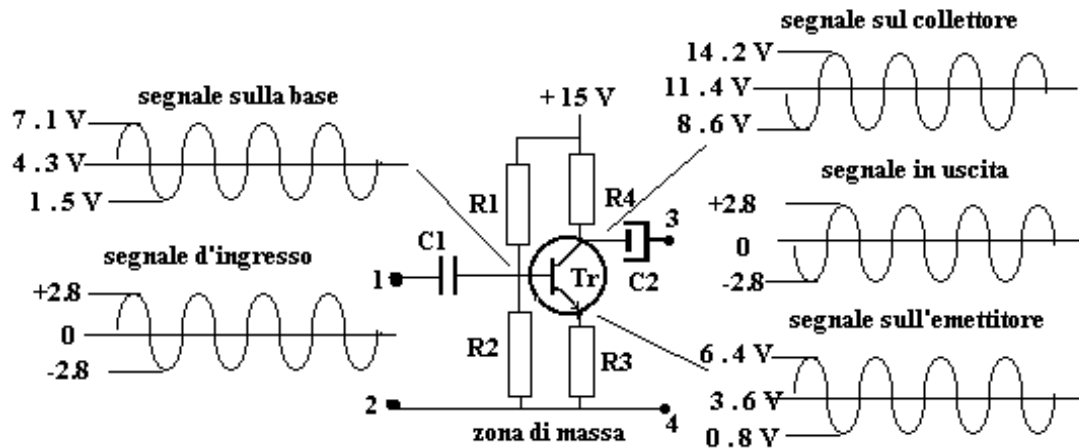 segnale sul collettore
14 . 2 V
11 . 4 V
8 . 6 V
segnale sulla base
7 . 1 V
4 . 3 V
1 . 5 V
+ 15 V
R1
R4
3
C1
Tr
C2
1
segnale in uscita
+2.8
0
-2.8
segnale d'ingresso
+2.8
0
-2.8
R2
R3
2
4
zona di massa
segnale sull'emettitore
6 . 4 V
3 . 6 V
0 . 8 V